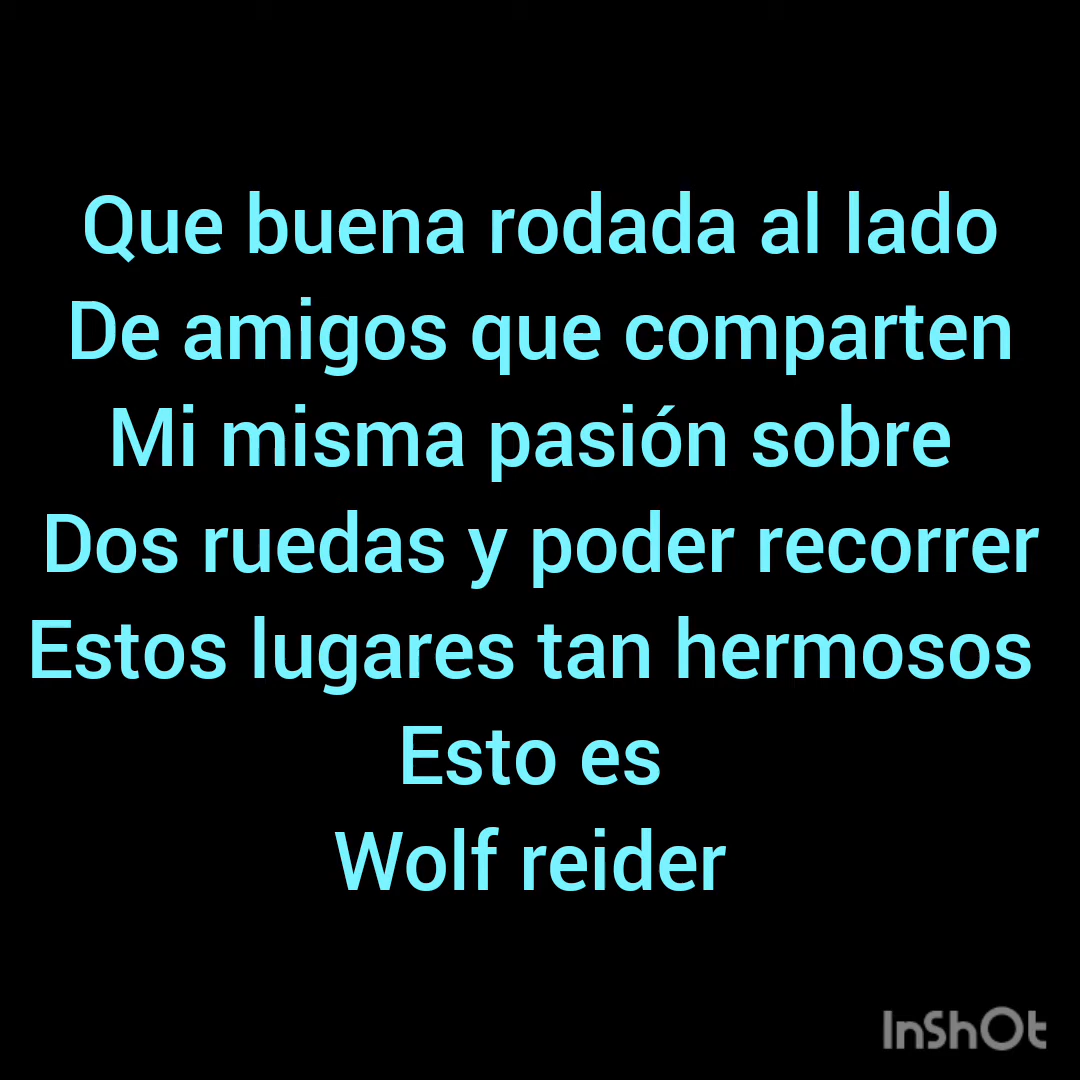 Que buena rodada al lado
De amigos que comparten
Mi misma pasión sobre
Dos ruedas y poder recorrer
Estos lugares tan hermosos
Esto es
Wolf reider
InShOt